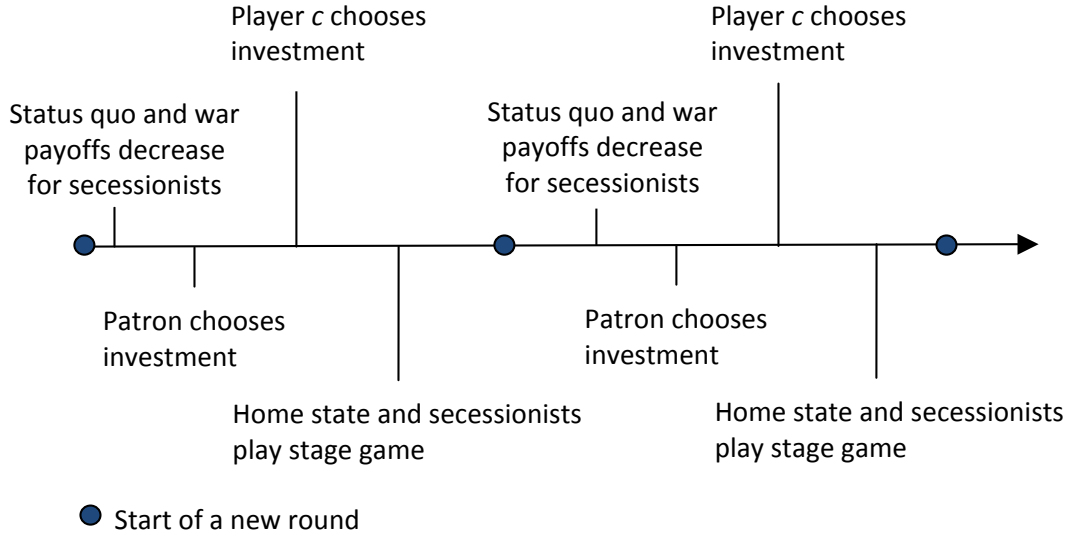 Player c chooses
investment
Player c chooses
investment
Status quo and war
payoffs decrease
for secessionists
Status quo and war
payoffs decrease
for secessionists
Patron chooses
investment
Patron chooses
investment
Home state and secessionists
play stage game
Home state and secessionists
play stage game
Start of a new round